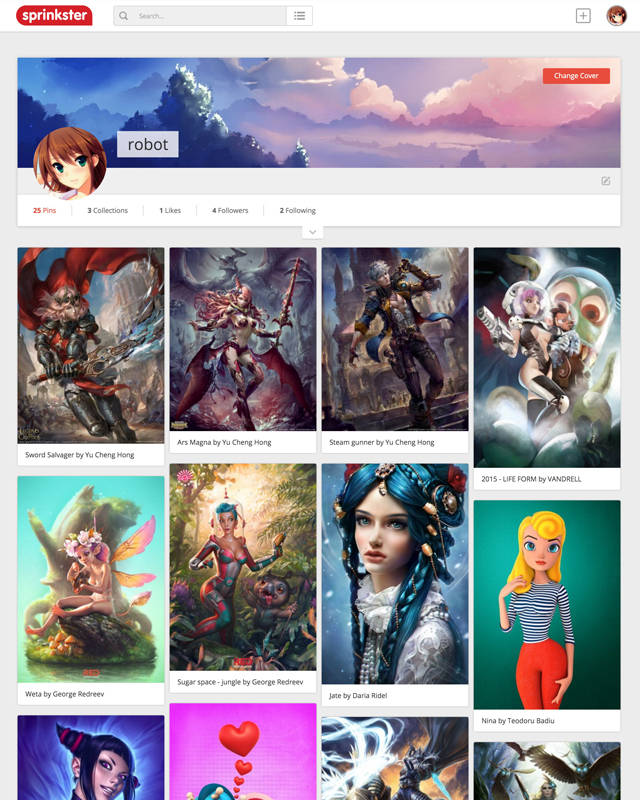 sprinkster
Search...
Change Cover
robot
25 Pins
3 Collections
1 Likes
4 Followers
2 Following
Sword Salvager by Yu Cheng Hong
Ars Magna by Yu Cheng Hong
Steam gunner by Yu Cheng Hong
2015 - LIFE FORM by VANDRELL
Weta by George Redreev
Sugar space - jungle by George Redreev
Jate by Daria Ridel
Nina by Teodoru Badiu